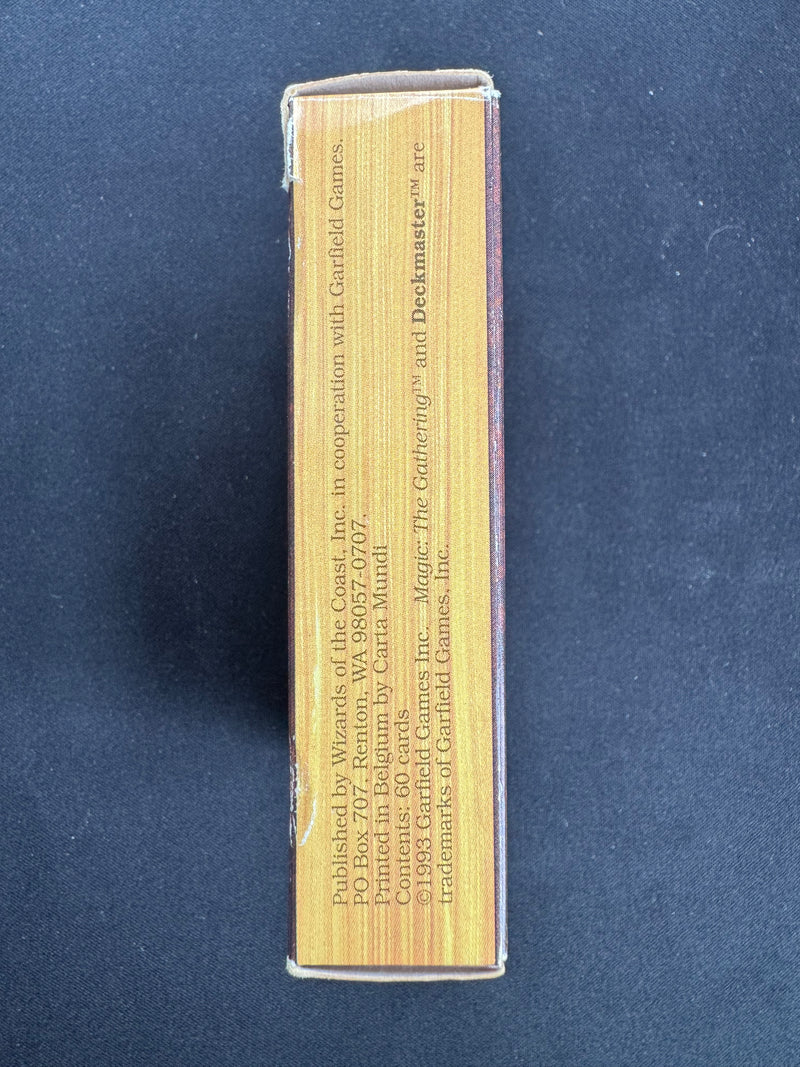 Published by Wizards of the Coast, Inc. in cooperation with Garfield Games.
PO Box 707, Renton, WA 98057-0707,
Printed in Belgium by Carta Mundi
Contents: 60 cards
©1993 Garfield Games Inc. Magic: The Gathering™ and Deckmaster™ are
trademarks of Garfield Games, Inc.